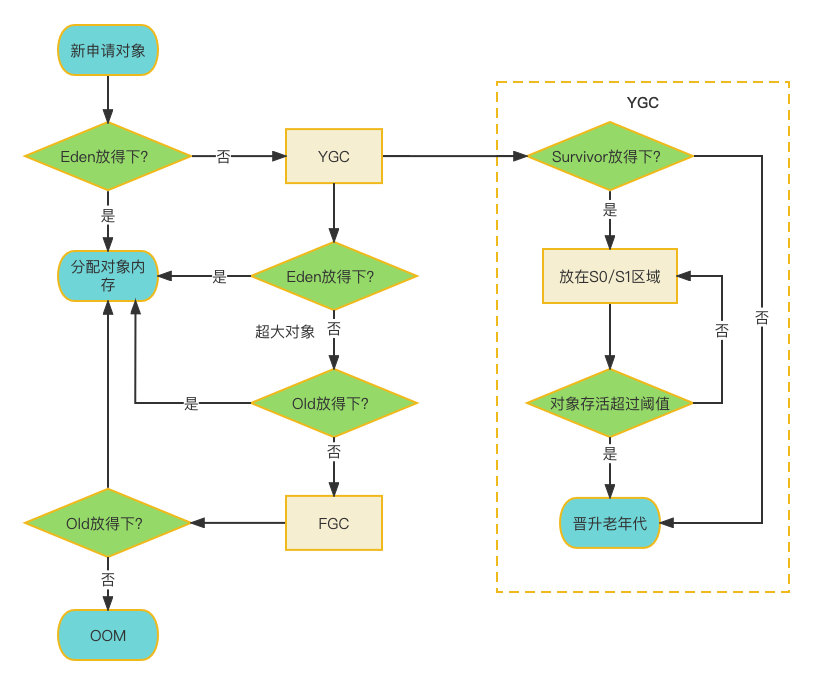 新申请对象
YGC
Eden放得下?
否
YGC
Survivor放得下?
是
是
分配对象内
存
是
Eden放得下?
放在S0/S1区域
超大对象
否
否
否
是
Old放得下?
对象存活超过阈值
否
是
Old放得下?
FGC
晋升老年代
否
OOM